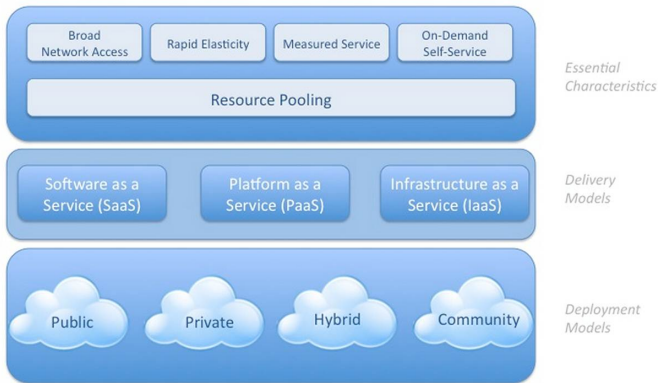 Broad
Network Access
Rapid Elasticity
Measured Service
On-Demand
Self-Service
Resource Pooling
Essential
Characteristics
Software as a
Service (SaaS)
Platform as a
Service (PaaS)
Infrastructure as a
Service (IaaS)
Delivery
Models
Public
Private
Hybrid
Community
Deployment
Models